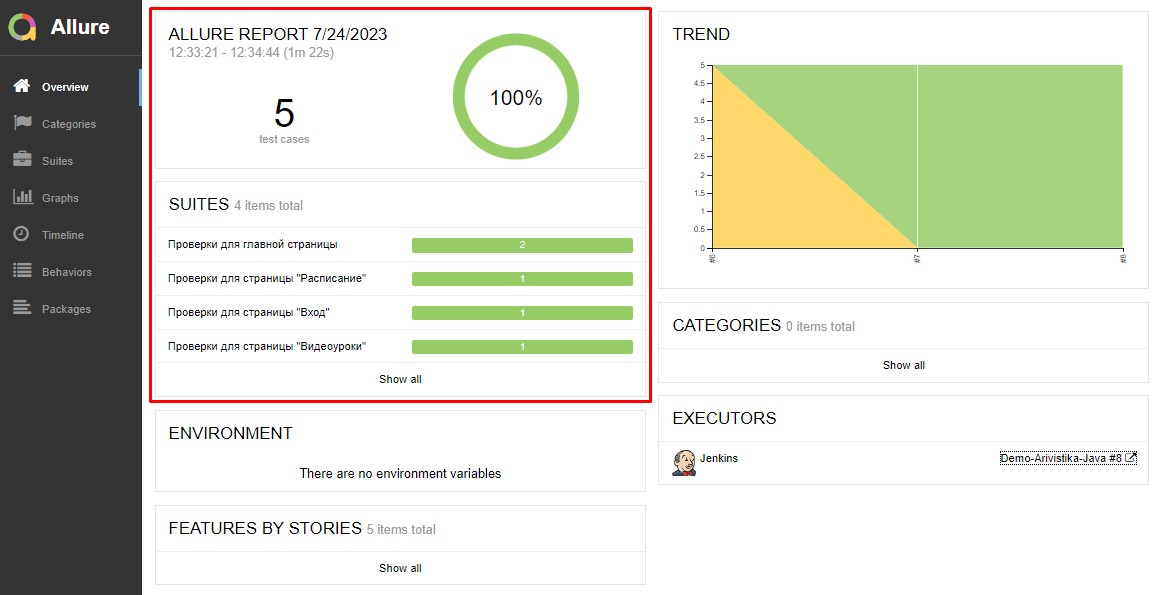 Allure
Overview
Categories
Suites
Graphs
Timeline
Behaviors
Packages
ALLURE REPORT 7/24/2023
12:33:21 - 12:34:44 (1m 22s)
5
test cases
100%
SUITES 4 items total
Проверки для главной страницы 2
Проверки для страницы "Расписание" 1
Проверки для страницы "Вход" 1
Проверки для страницы "Видеоуроки" 1
Show all
ENVIRONMENT
There are no environment variables
FEATURES BY STORIES 5 items total
Show all
TREND
5
4.5
4
3.5
3
2.5
2
1.5
1
0.5
0
#6
#7
#8
CATEGORIES 0 items total
Show all
EXECUTORS
Jenkins
Demo-Arivistika-Java #8